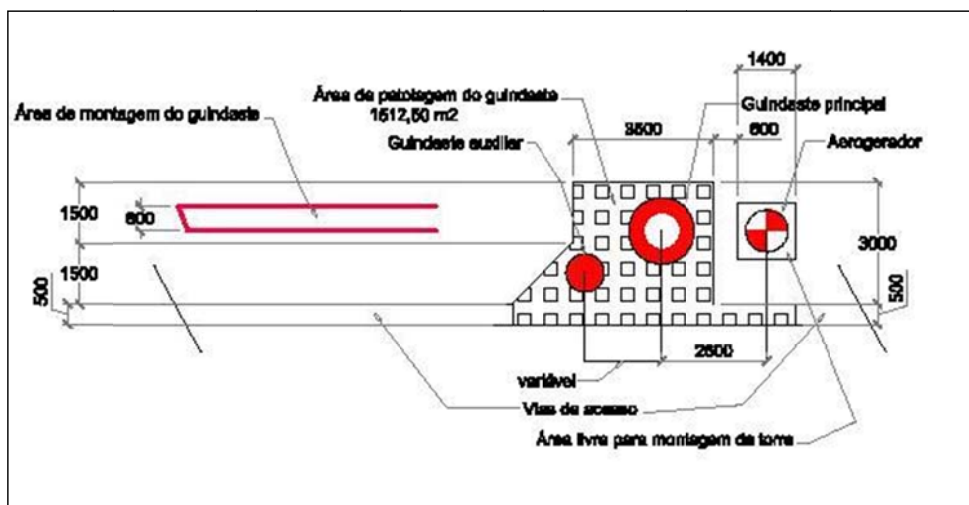 1400
Área de patolagem do guindaste
1512,50 m2
Guindaste principal
Área de montagem do guindaste
Guindaste auxiliar
3500
600
Aerogerador
1500
600
3000
1500
500
500
2600
variável
Vias de acesso
Área livre para montagem da torre